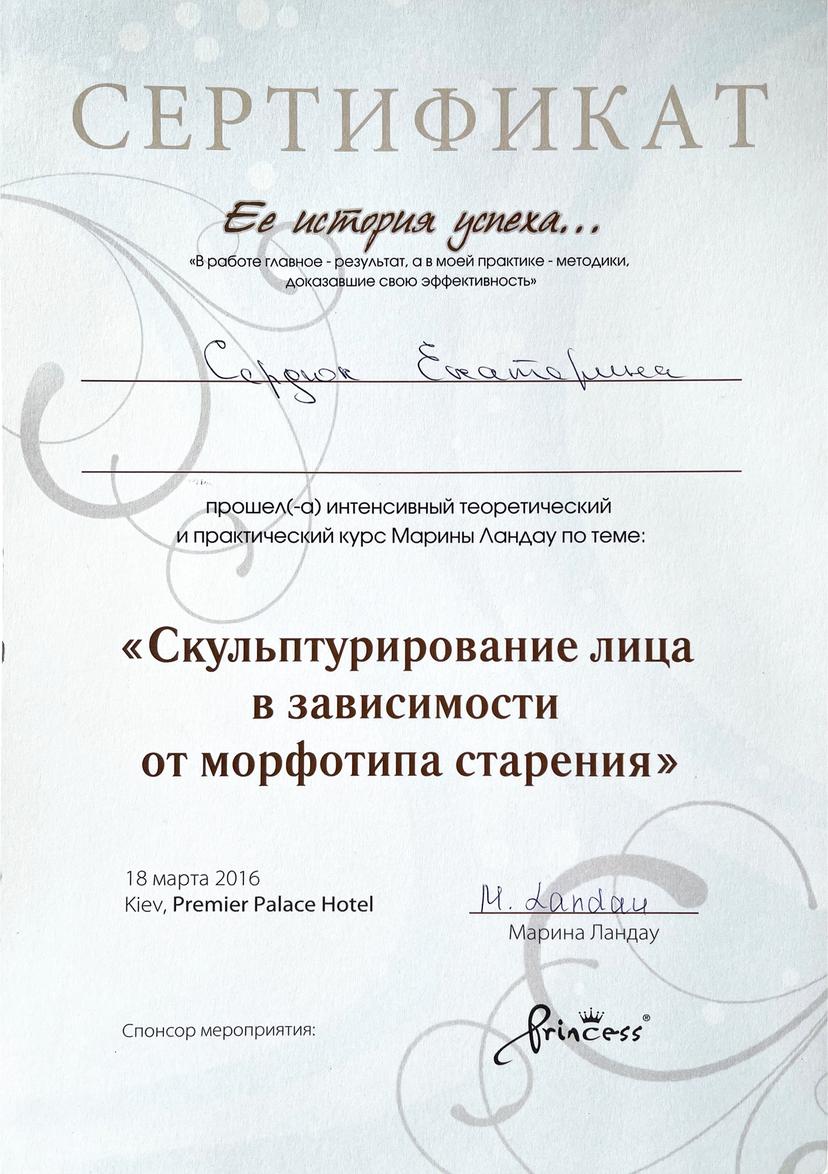 СЕРТИФИКАТ
Ее история успеха...
«В работе главное - результат, а в моей практике - методики,
доказавшие свою эффективность»
Сердюк Екатерина
прошел(-а) интенсивный теоретический
и практический курс Марины Ландау по теме:
«Скульптурирование лица
в зависимости
от морфотипа старения»
18 марта 2016
Kiev, Premier Palace Hotel
M. Landau
Марина Ландау
Спонсор мероприятия:
Princess®